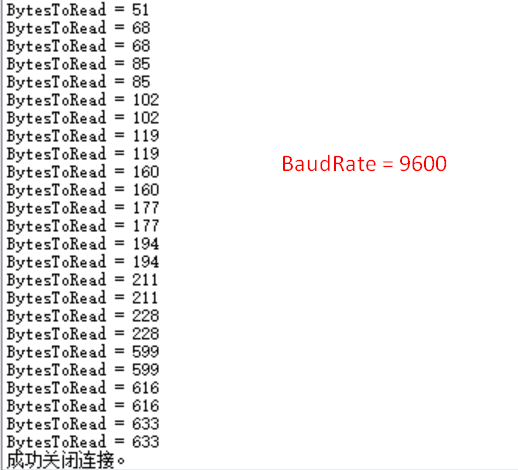 BytesToRead = 51
BytesToRead = 68
BytesToRead = 68
BytesToRead = 85
BytesToRead = 85
BytesToRead = 102
BytesToRead = 102
BytesToRead = 119
BytesToRead = 119
BytesToRead = 160
BytesToRead = 160
BytesToRead = 177
BytesToRead = 177
BytesToRead = 194
BytesToRead = 194
BytesToRead = 211
BytesToRead = 211
BytesToRead = 228
BytesToRead = 228
BytesToRead = 599
BytesToRead = 599
BytesToRead = 616
BytesToRead = 616
BytesToRead = 633
BytesToRead = 633
成功关闭连接。
BaudRate = 9600